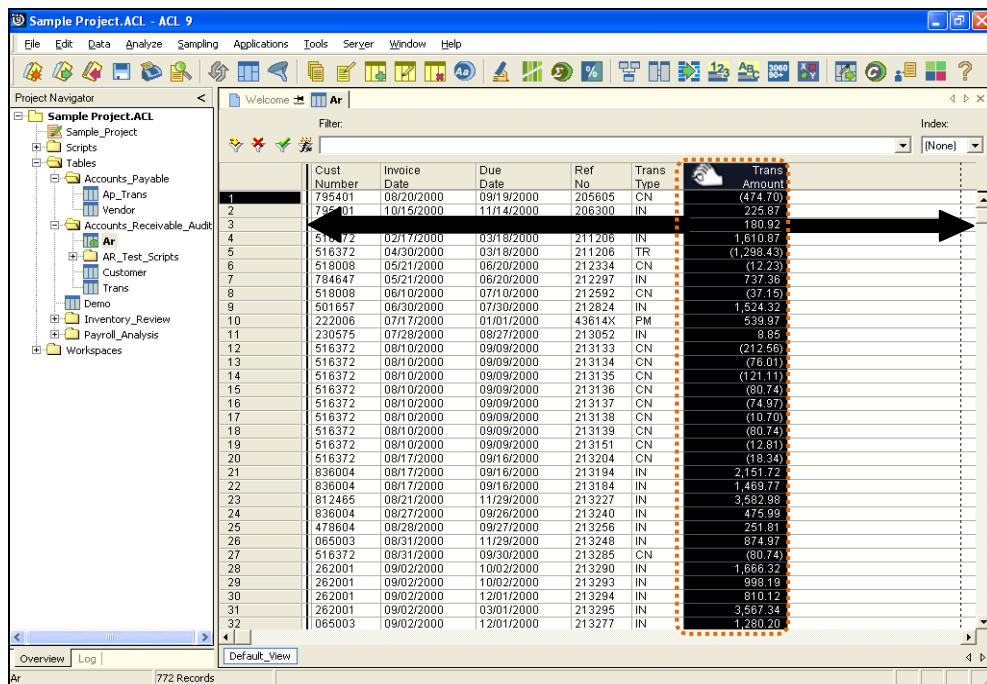 Sample Project.ACL - ACL 9
File Edit Data Analyze Sampling Applications Tools Server Window Help
Project Navigator <
Welcome Ar
Sample Project.ACL
Sample_Project
Scripts
Tables
Accounts_Payable
Ap_Trans
Vendor
Accounts_Receivable_Audit
Ar
AR_Test_Scripts
Customer
Trans
Demo
Inventory_Review
Payroll_Analysis
Workspaces
Filter: Index:
(None)
Cust Number Invoice Date Due Date Ref No Trans Type Trans Amount
1 795401 08/20/2000 09/19/2000 205605 CN (474.70)
2 10/15/2000 11/14/2000 206300 IN 225.87
3 180.92
4 02/17/2000 03/18/2000 211206 IN 1,610.87
5 516372 04/30/2000 03/18/2000 211206 TR (1,298.43)
6 518008 05/21/2000 06/20/2000 212334 CN (12.23)
7 784647 05/21/2000 06/20/2000 212297 IN 737.36
8 518008 06/10/2000 07/10/2000 212592 CN (37.15)
9 501657 06/30/2000 07/30/2000 212824 IN 1,524.32
10 222006 07/17/2000 01/01/2000 43614X PM 539.97
11 230575 07/28/2000 08/27/2000 213052 IN 8.85
12 516372 08/10/2000 09/09/2000 213133 CN (212.56)
13 516372 08/10/2000 09/09/2000 213134 CN (76.01)
14 516372 08/10/2000 09/09/2000 213135 CN (121.11)
15 516372 08/10/2000 09/09/2000 213136 CN (80.74)
16 516372 08/10/2000 09/09/2000 213137 CN (74.97)
17 516372 08/10/2000 09/09/2000 213138 CN (10.70)
18 516372 08/10/2000 09/09/2000 213139 CN (80.74)
19 516372 08/10/2000 09/09/2000 213151 CN (12.81)
20 516372 08/17/2000 09/16/2000 213204 CN (18.34)
21 836004 08/17/2000 09/16/2000 213194 IN 2,151.72
22 836004 08/17/2000 09/16/2000 213184 IN 1,469.77
23 812465 08/21/2000 11/29/2000 213227 IN 3,582.98
24 836004 08/27/2000 09/26/2000 213240 IN 475.99
25 478604 08/28/2000 09/27/2000 213256 IN 251.81
26 065003 08/31/2000 11/29/2000 213248 IN 874.97
27 516372 08/31/2000 09/30/2000 213285 CN (80.74)
28 262001 09/02/2000 10/02/2000 213290 IN 1,666.32
29 262001 09/02/2000 10/02/2000 213293 IN 998.19
30 262001 09/02/2000 12/01/2000 213294 IN 810.12
31 262001 09/02/2000 03/01/2000 213295 IN 3,567.34
32 065003 09/02/2000 12/01/2000 213277 IN 1,280.20
Overview Log
Default_View
Ar 772 Records